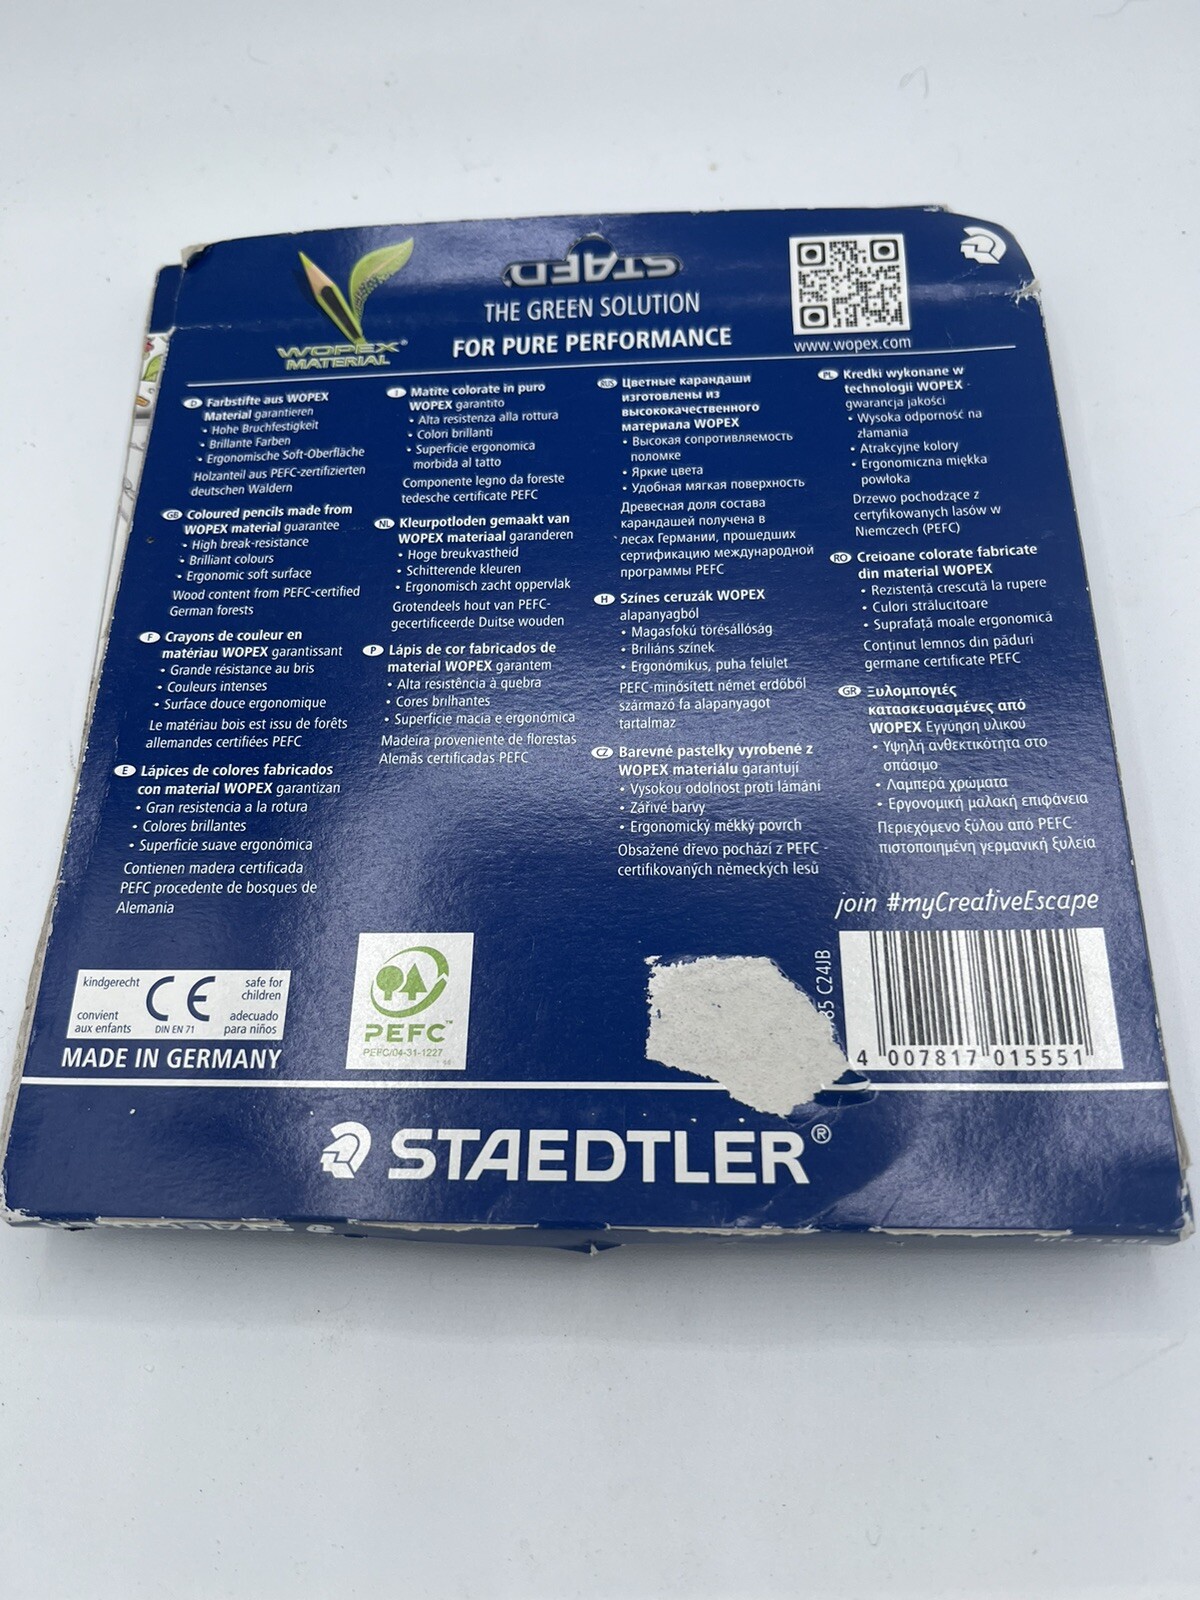 WOPEX®
MATERIAL
STAED
THE GREEN SOLUTION
FOR PURE PERFORMANCE
www.wopex.com
D Farbstifte aus WOPEX
Material garantieren
• Hohe Bruchfestigkeit
• Brillante Farben
• Ergonomische Soft-Oberfläche
Holzanteil aus PEFC-zertifizierten
deutschen Wäldern
GB Coloured pencils made from
WOPEX material guarantee
• High break-resistance
• Brilliant colours
• Ergonomic soft surface
Wood content from PEFC-certified
German forests
F Crayons de couleur en
matériau WOPEX garantissant
• Grande résistance au bris
• Couleurs intenses
• Surface douce ergonomique
Le matériau bois est issu de forêts
allemandes certifiées PEFC
E Lápices de colores fabricados
con material WOPEX garantizan
• Gran resistencia a la rotura
• Colores brillantes
• Superficie suave ergonómica
Contienen madera certificada
PEFC procedente de bosques de
Alemania
I Matite colorate in puro
WOPEX garantito
• Alta resistenza alla rottura
• Colori brillanti
• Superficie ergonomica
morbida al tatto
Componente legno da foreste
tedesche certificate PEFC
NL Kleurpotloden gemaakt van
WOPEX materiaal garanderen
• Hoge breukvastheid
• Schitterende kleuren
• Ergonomisch zacht oppervlak
Grotendeels hout van PEFC-
gecertificeerde Duitse wouden
P Lápis de cor fabricados de
material WOPEX garantem
• Alta resistência à quebra
• Cores brilhantes
• Superfície macia e ergonómica
Madeira proveniente de florestas
Alemãs certificadas PEFC
RUS Цветные карандаши
изготовлены из
высококачественного
материала WOPEX
• Высокая сопротивляемость
поломке
• Яркие цвета
• Удобная мягкая поверхность
Древесная доля состава
карандашей получена в
лесах Германии, прошедших
сертификацию международной
программы PEFC
H Színes ceruzák WOPEX
alapanyagból
• Magasfokú törésállóság
• Briliáns színek
• Ergonómikus, puha felület
PEFC-minősített német erdőből
származó fa alapanyagot
tartalmaz
CZ Barevné pastelky vyrobené z
WOPEX materiálu garantují
• Vysokou odolnost proti lámání
• Zářivé barvy
• Ergonomický měkký povrch
Obsažené dřevo pochází z PEFC -
certifikovaných německých lesů
PL Kredki wykonane w
technologii WOPEX -
gwarancja jakości
• Wysoka odporność na
złamania
• Atrakcyjne kolory
• Ergonomiczna miękka
powłoka
Drzewo pochodzące z
certyfikowanych lasów w
Niemczech (PEFC)
RO Creioane colorate fabricate
din material WOPEX
• Rezistență crescută la rupere
• Culori strălucitoare
• Suprafață moale ergonomică
Conținut lemnos din păduri
germane certificate PEFC
GR Ξυλομπογιές
κατασκευασμένες από
WOPEX Εγγύηση υλικού
• Υψηλή ανθεκτικότητα στο
σπάσιμο
• Λαμπερά χρώματα
• Εργονομική μαλακή επιφάνεια
Περιεχόμενο ξύλου από PEFC-
πιστοποιημένη γερμανική ξυλεία
join #myCreativeEscape
kindgerecht
safe for
children
CE
convient
aux enfants
DIN EN 71
adecuado
para niños
MADE IN GERMANY
PEFC™
PEFC/04-31-1227
85 C24JB
4 007817 015551
STAEDTLER®